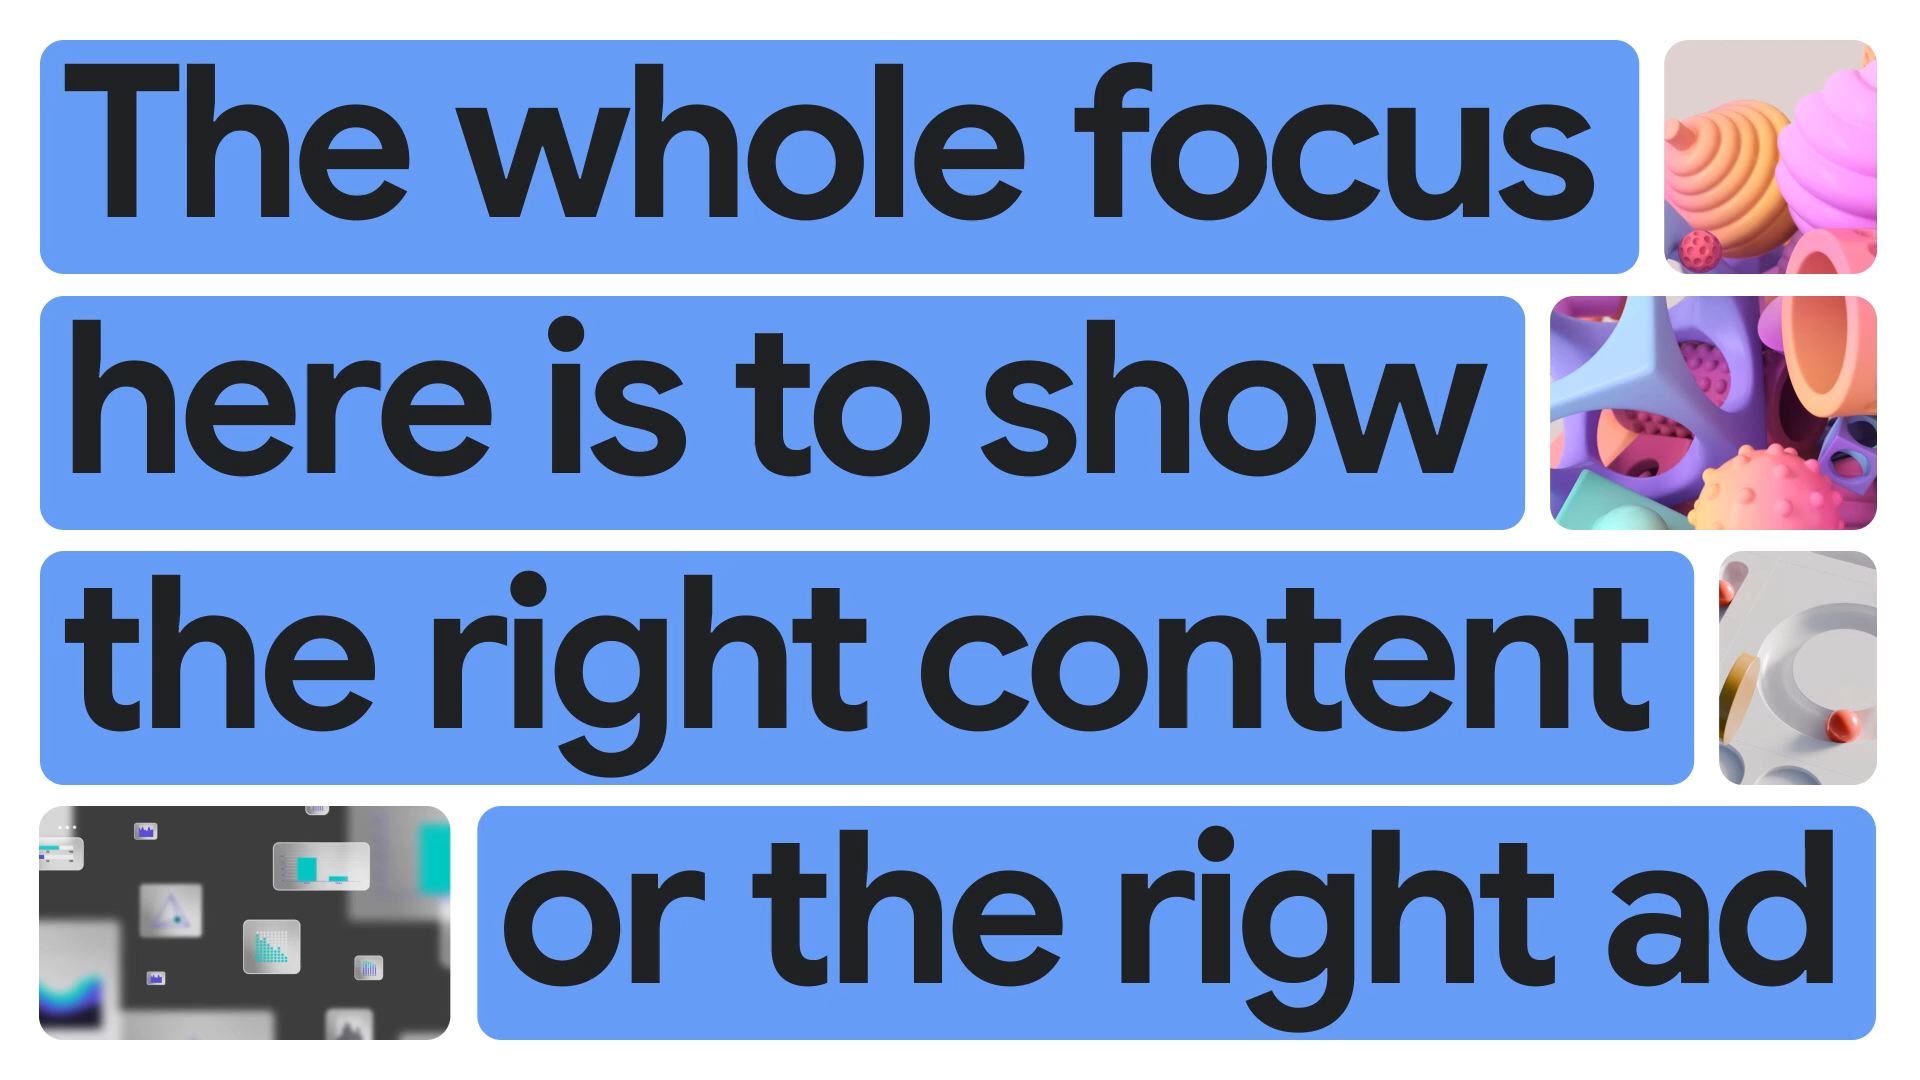 The whole focus
here is to show
the right content
or the right ad